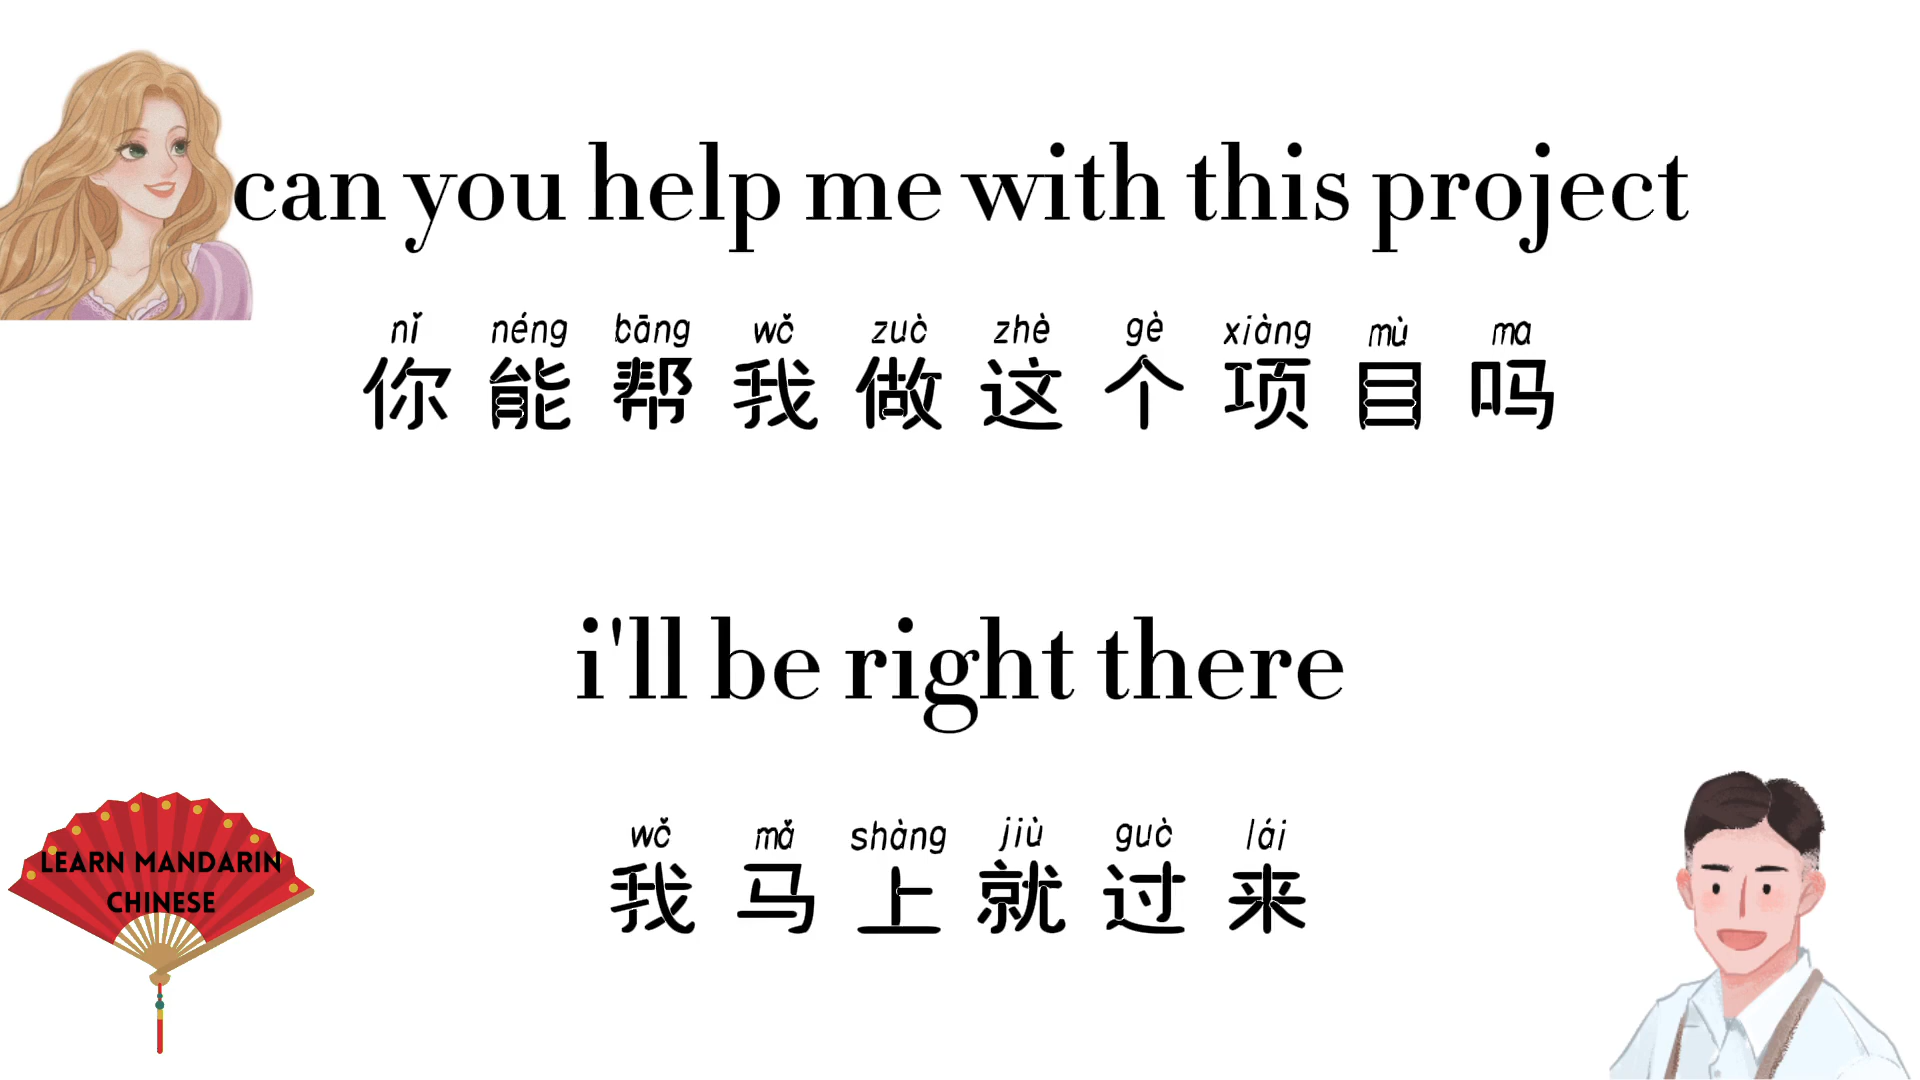 can you help me with this project
nǐ néng bāng wǒ zuò zhè gè xiàng mù ma
你能帮我做这个项目吗
i'll be right there
wǒ mǎ shàng jiù guò lái
我马上就过来
LEARN MANDARIN
CHINESE